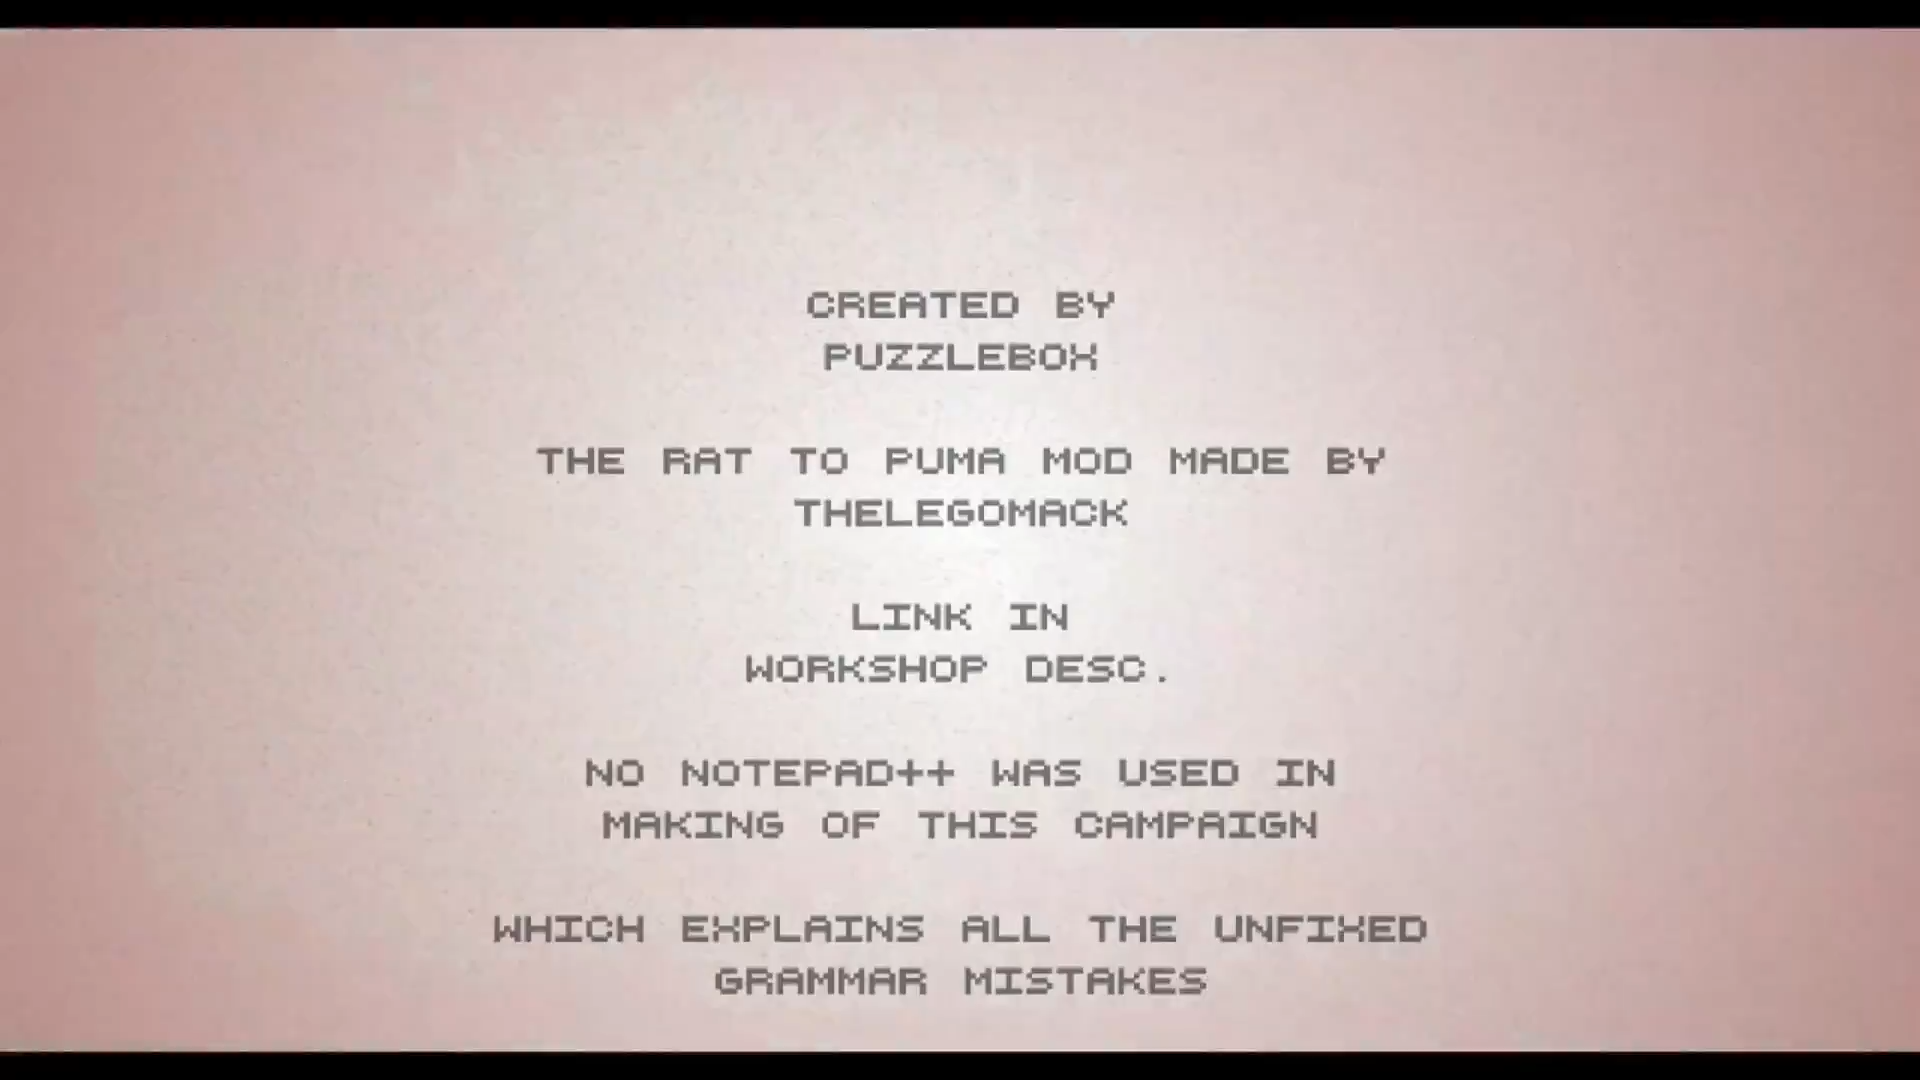 CREATED BY
PUZZLEBOX
THE RAT TO PUMA MOD MADE BY
THELEGOMACK
LINK IN
WORKSHOP DESC.
NO NOTEPAD++ WAS USED IN
MAKING OF THIS CAMPAIGN
WHICH EXPLAINS ALL THE UNFIXED
GRAMMAR MISTAKES